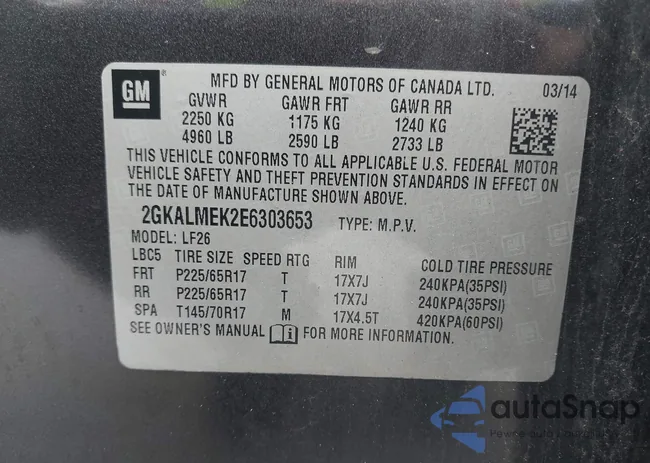 GM ® MFD BY GENERAL MOTORS OF CANADA LTD. 03/14
GVWR GAWR FRT GAWR RR
2250 KG 1175 KG 1240 KG
4960 LB 2590 LB 2733 LB
THIS VEHICLE CONFORMS TO ALL APPLICABLE U.S. FEDERAL MOTOR
VEHICLE SAFETY AND THEFT PREVENTION STANDARDS IN EFFECT ON
THE DATE OF MANUFACTURE SHOWN ABOVE.
2GKALMEK2E6303653 TYPE: M.P.V.
MODEL: LF26
LBC5 TIRE SIZE SPEED RTG RIM COLD TIRE PRESSURE
FRT P225/65R17 T 17X7J 240KPA(35PSI)
RR P225/65R17 T 17X7J 240KPA(35PSI)
SPA T145/70R17 M 17X4.5T 420KPA(60PSI)
SEE OWNER'S MANUAL FOR MORE INFORMATION.
autoSnap
Pewne auto